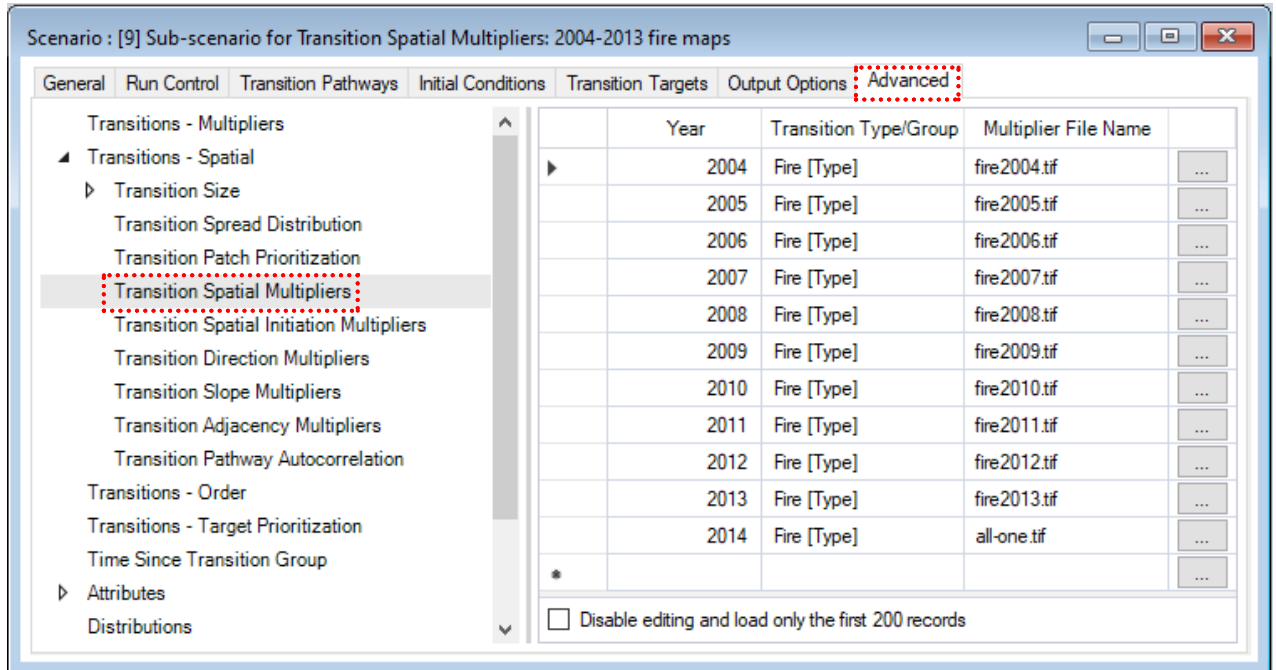 Scenario : [9] Sub-scenario for Transition Spatial Multipliers: 2004-2013 fire maps
General Run Control Transition Pathways Initial Conditions Transition Targets Output Options Advanced
Transitions - Multipliers
Transitions - Spatial
Transition Size
Transition Spread Distribution
Transition Patch Prioritization
Transition Spatial Multipliers
Transition Spatial Initiation Multipliers
Transition Direction Multipliers
Transition Slope Multipliers
Transition Adjacency Multipliers
Transition Pathway Autocorrelation
Transitions - Order
Transitions - Target Prioritization
Time Since Transition Group
Attributes
Distributions
Year Transition Type/Group Multiplier File Name
2004 Fire [Type] fire2004.tif ...
2005 Fire [Type] fire2005.tif ...
2006 Fire [Type] fire2006.tif ...
2007 Fire [Type] fire2007.tif ...
2008 Fire [Type] fire2008.tif ...
2009 Fire [Type] fire2009.tif ...
2010 Fire [Type] fire2010.tif ...
2011 Fire [Type] fire2011.tif ...
2012 Fire [Type] fire2012.tif ...
2013 Fire [Type] fire2013.tif ...
2014 Fire [Type] all-one.tif ...
...
Disable editing and load only the first 200 records